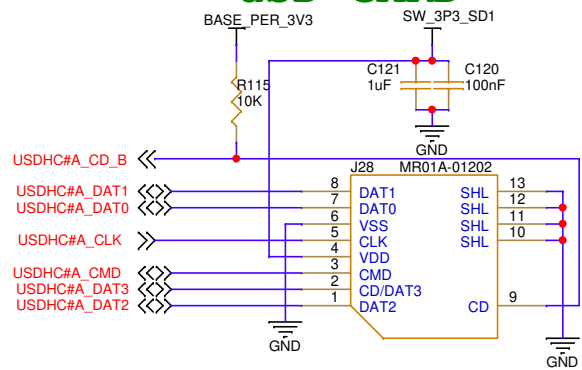 BASE_PER_3V3
SW_3P3_SD1
R115
10K
C121
1uF
C120
100nF
GND
USDHC#A_CD_B
J28
MR01A-01202
USDHC#A_DAT1
8
DAT1
SHL
13
USDHC#A_DAT0
7
DAT0
SHL
12
6
VSS
SHL
11
USDHC#A_CLK
5
CLK
SHL
10
4
VDD
USDHC#A_CMD
3
CMD
USDHC#A_DAT3
2
CD/DAT3
USDHC#A_DAT2
1
DAT2
CD
9
GND
GND